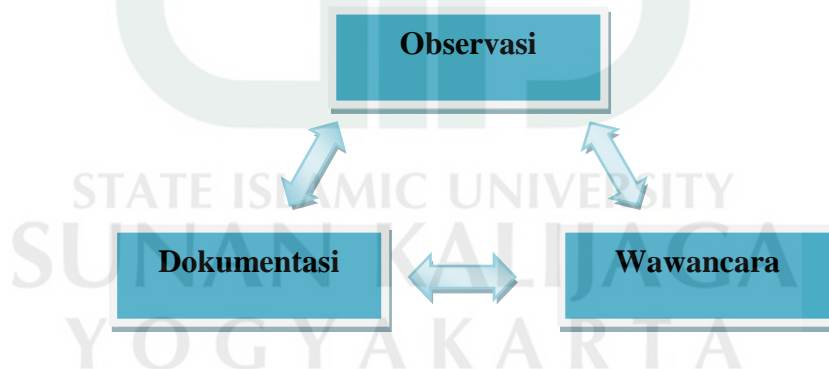 Observasi
STATE ISLAMIC UNIVERSITY
SUNAN KALIJAGA
Dokumentasi
Wawancara
YOGYAKARTA